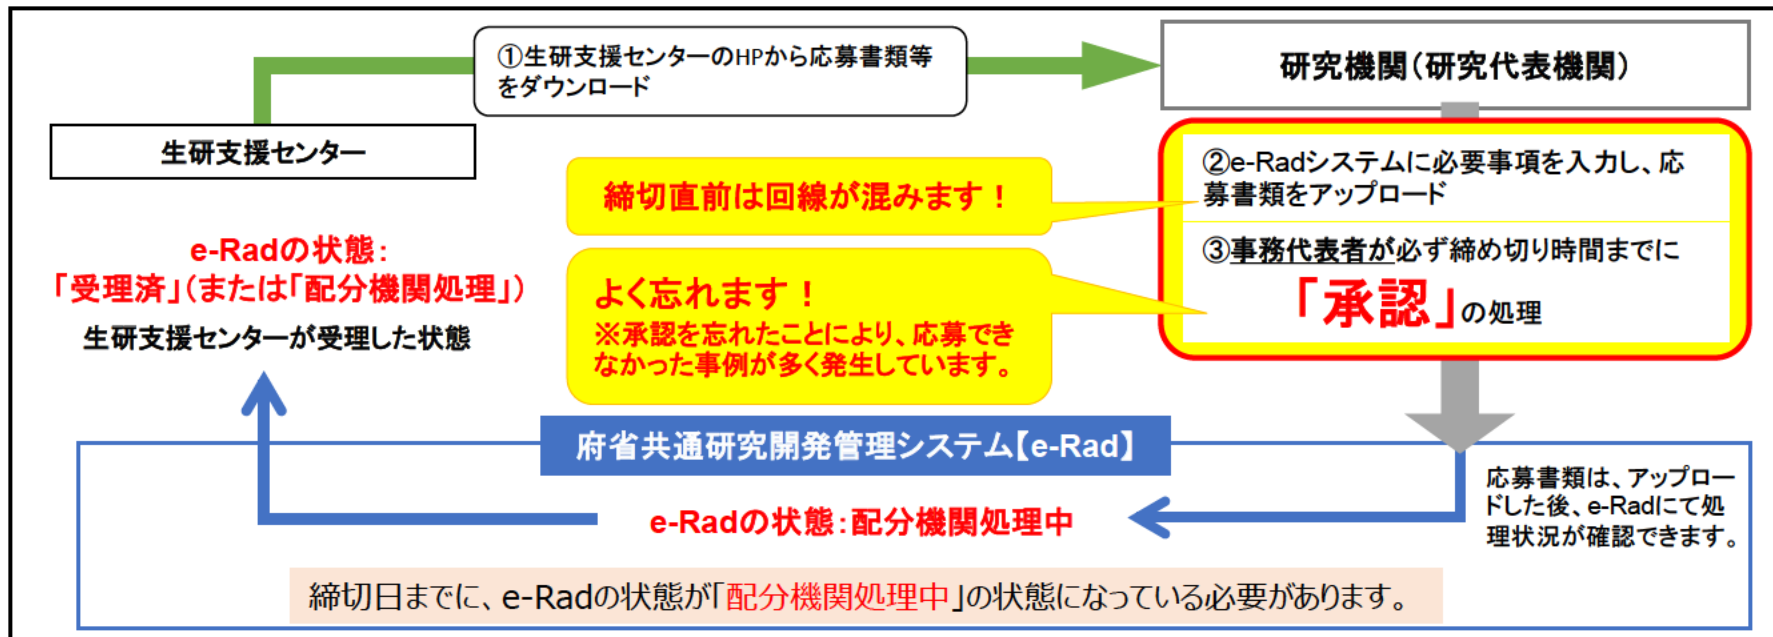 ①生研支援センターのHPから応募書類等
をダウンロード
研究機関（研究代表機関）
生研支援センター
②e-Radシステムに必要事項を入力し、応
募書類をアップロード
締切直前は回線が混みます！
③事務代表者が必ず締め切り時間までに
「承認」の処理
よく忘れます！
※承認を忘れたことにより、応募でき
なかった事例が多く発生しています。
e-Radの状態：
「受理済」（または「配分機関処理」）
生研支援センターが受理した状態
府省共通研究開発管理システム【e-Rad】
応募書類は、アップロー
ドした後、e-Radにて処
理状況が確認できます。
e-Radの状態：配分機関処理中
締切日までに、e-Radの状態が「配分機関処理中」の状態になっている必要があります。